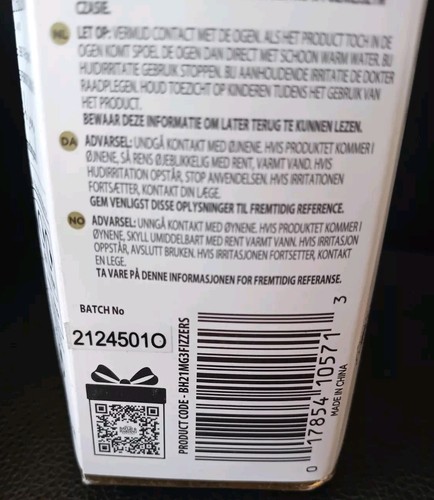 CZASIE.
NL LET OP: VERMIJD CONTACT MET DE OGEN. ALS HET PRODUCT TOCH IN DE
OGEN KOMT SPOEL DE OGEN DAN DIRECT MET SCHOON WARM WATER. BIJ
HUIDIRRITATIE GEBRUIK STOPPEN. BIJ AANHOUDENDE IRRITATIE DE DOKTER
RAADPLEGEN. HOUD TOEZICHT OP KINDEREN TIJDENS HET GEBRUIK VAN
HET PRODUCT.
BEWAAR DEZE INFORMATIE OM LATER TERUG TE KUNNEN LEZEN.
DA ADVARSEL: UNDGÅ KONTAKT MED ØJNENE. HVIS PRODUKTET KOMMER I
ØJNENE, SÅ RENS ØJEBLIKKELIG MED RENT, VARMT VAND. HVIS
HUDIRRITATION OPSTÅR, STOP ANVENDELSEN. HVIS IRRITATIONEN
FORTSÆTTER, KONTAKT DIN LÆGE.
GEM VENLIGST DISSE OPLYSNINGER TIL FREMTIDIG REFERENCE.
NO ADVARSEL: UNNGÅ KONTAKT MED ØYNENE. HVIS PRODUKTET KOMMER I
ØYNENE, SKYLL UMIDDELBART MED RENT VARMT VANN. HVIS IRRITASJON
OPPSTÅR, AVSLUTT BRUKEN. HVIS IRRITASJONEN FORTSETTER, KONTAKT
EN LEGE.
TA VARE PÅ DENNE INFORMASJONEN FOR FREMTIDIG REFERANSE.
BATCH No
2124501O
PRODUCT CODE - BH21MG3FIZZERS
0 17854 10571 3
MADE IN CHINA